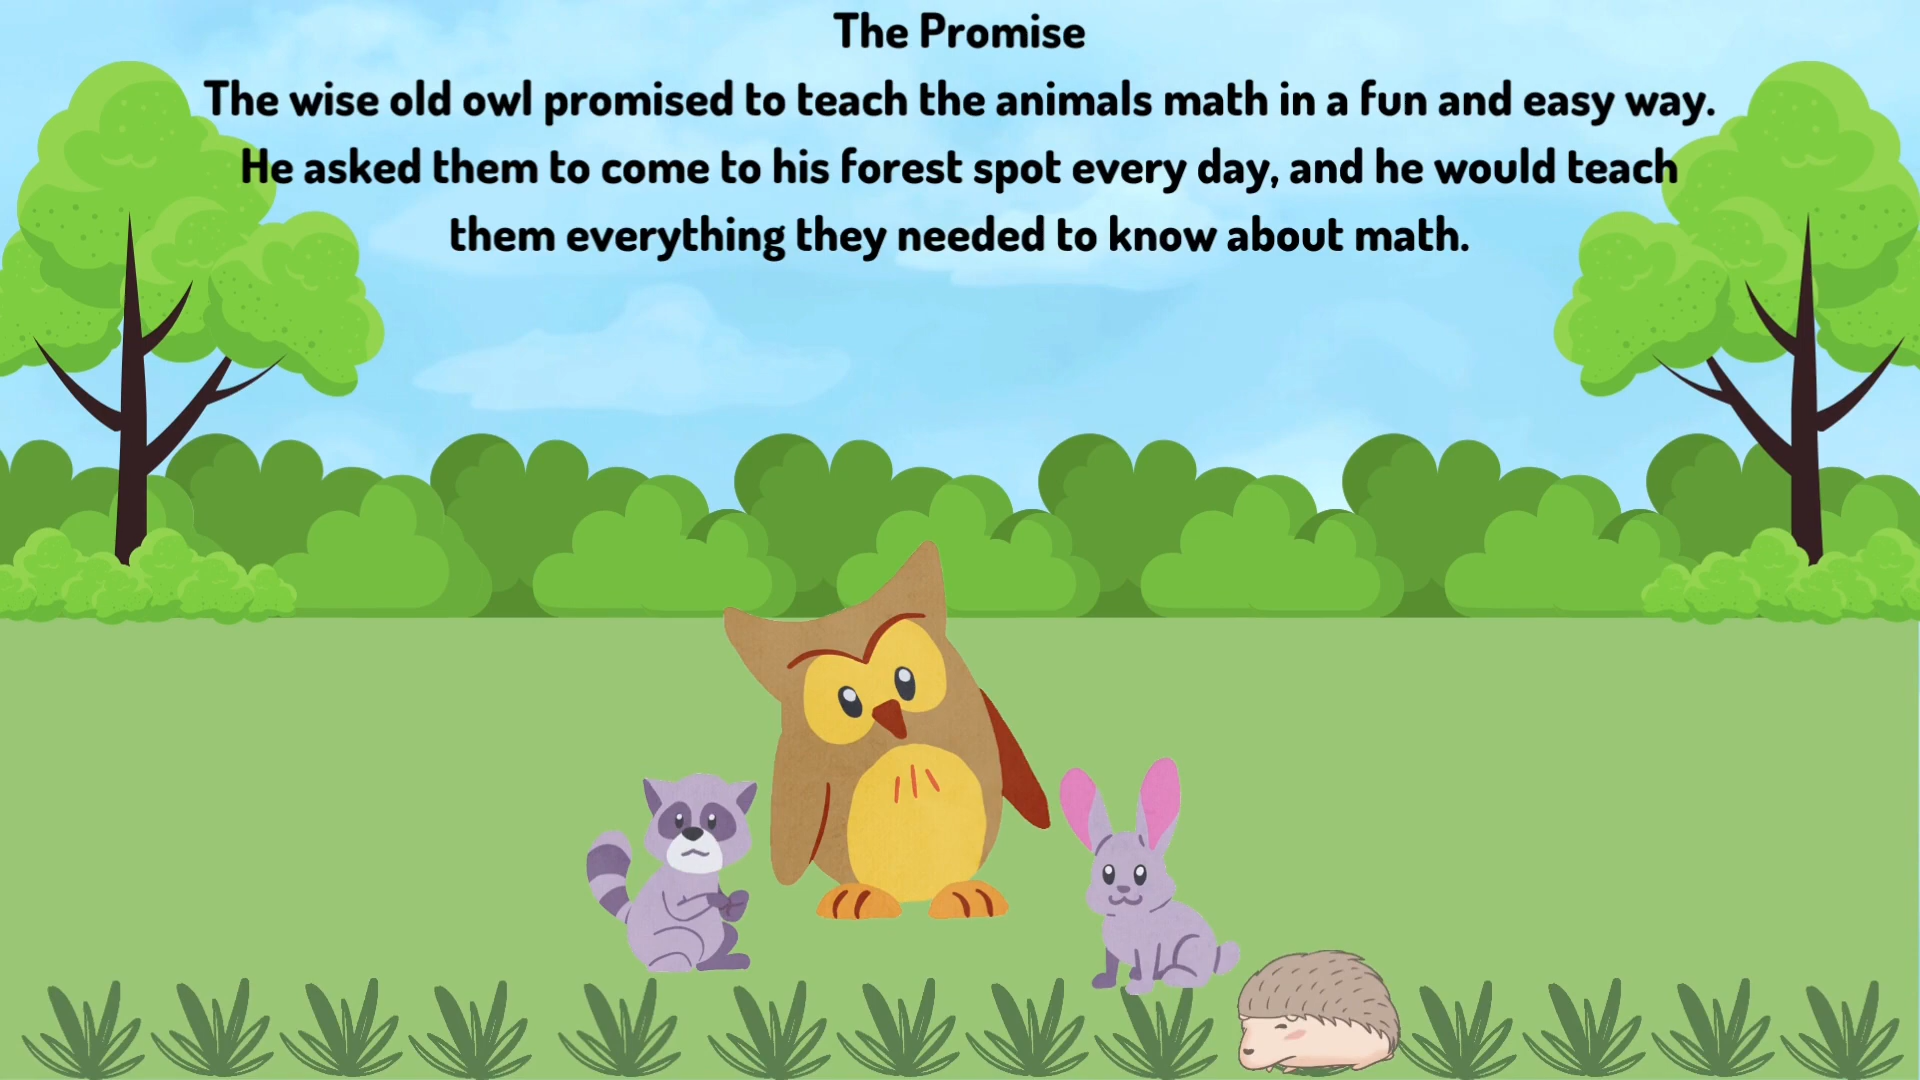 The Promise
The wise old owl promised to teach the animals math in a fun and easy way.
He asked them to come to his forest spot every day, and he would teach
them everything they needed to know about math.